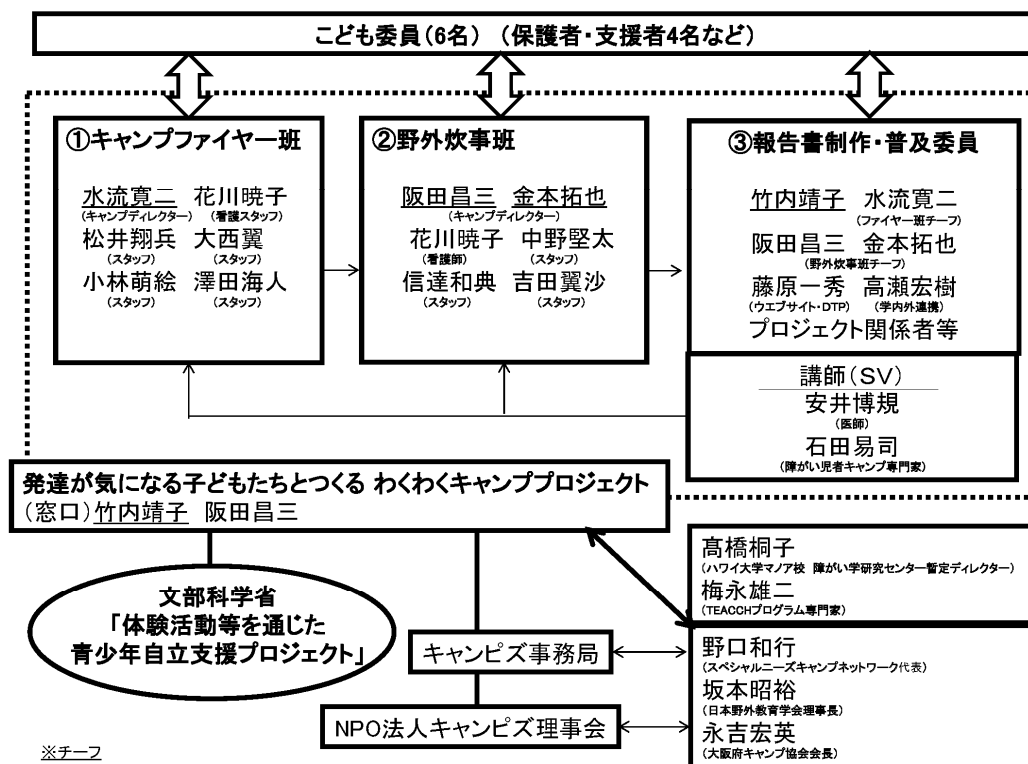 こども委員(6名) (保護者・支援者4名など)
①キャンプファイヤー班
水流寛二 花川暁子
(キャンプディレクター) (看護スタッフ)
松井翔兵 大西翼
(スタッフ) (スタッフ)
小林萌絵 澤田海人
(スタッフ) (スタッフ)
②野外炊事班
阪田昌三 金本拓也
(キャンプディレクター)
花川暁子 中野堅太
(看護師) (スタッフ)
信達和典 吉田翼沙
(スタッフ) (スタッフ)
③報告書制作・普及委員
竹内靖子 水流寛二
(ファイヤー班チーフ)
阪田昌三 金本拓也
(野外炊事班チーフ)
藤原一秀 高瀬宏樹
(ウエブサイト・DTP) (学内外連携)
プロジェクト関係者等
講師(SV)
安井博規
(医師)
石田易司
(障がい児者キャンプ専門家)
発達が気になる子どもたちとつくる わくわくキャンププロジェクト
(窓口)竹内靖子 阪田昌三
文部科学省
「体験活動等を通じた
青少年自立支援プロジェクト」
キャンピズ事務局
NPO法人キャンピズ理事会
髙橋桐子
(ハワイ大学マノア校 障がい学研究センター暫定ディレクター)
梅永雄二
(TEACCHプログラム専門家)
野口和行
(スペシャルニーズキャンプネットワーク代表)
坂本昭裕
(日本野外教育学会理事長)
永吉宏英
(大阪府キャンプ協会会長)
※チーフ